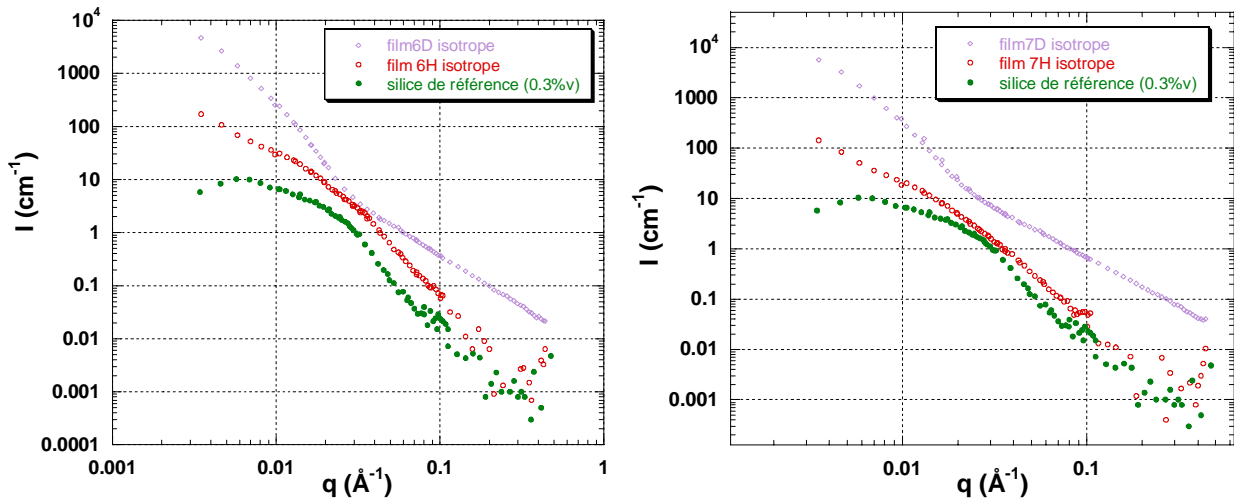 10⁴
1000
100
10
1
0.1
0.01
0.001
0.0001
I (cm⁻¹)
film6D isotrope
film 6H isotrope
silice de référence (0.3%v)
0.001
0.01
0.1
1
q (Å⁻¹)
10⁴
1000
100
10
1
0.1
0.01
0.001
I (cm⁻¹)
film7D isotrope
film 7H isotrope
silice de référence (0.3%v)
0.01
0.1
q (Å⁻¹)